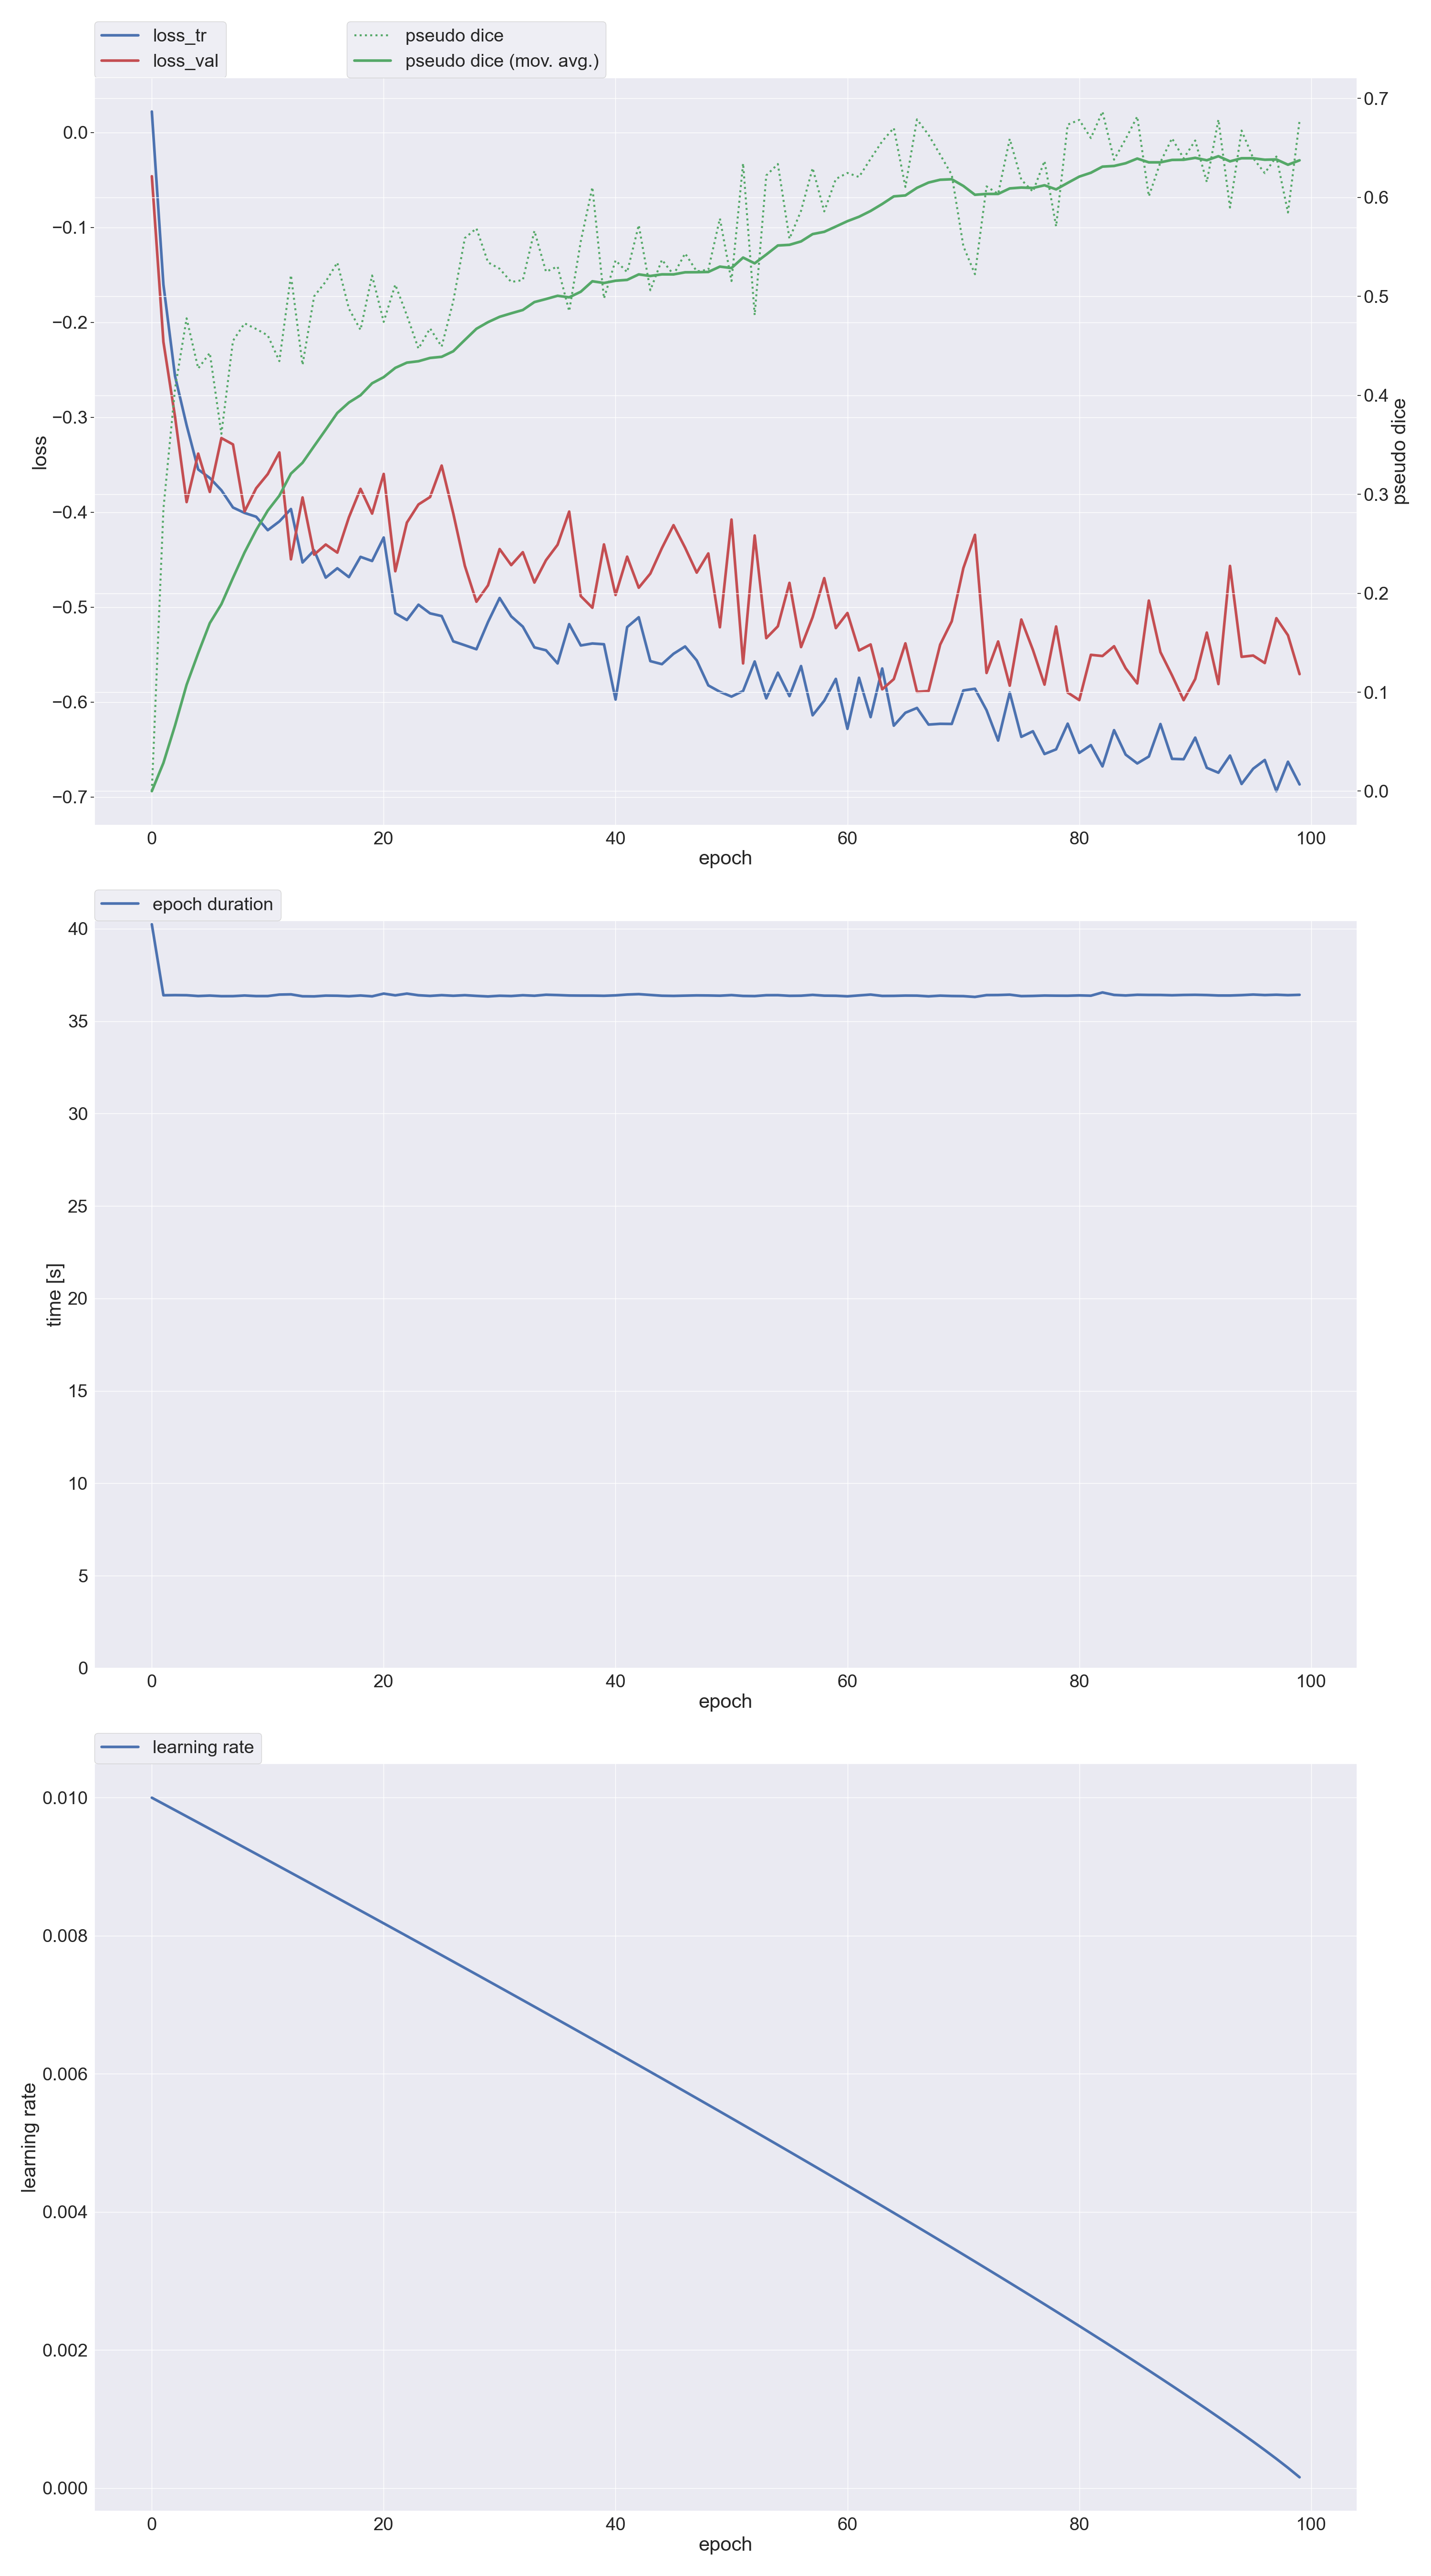 loss_tr
loss_val
pseudo dice
pseudo dice (mov. avg.)
0.0
−0.1
−0.2
−0.3
−0.4
−0.5
−0.6
−0.7
loss
0.7
0.6
0.5
0.4
0.3
0.2
0.1
0.0
pseudo dice
0 20 40 60 80 100
epoch
epoch duration
40
35
30
25
20
15
10
5
0
time [s]
0 20 40 60 80 100
epoch
learning rate
0.010
0.008
0.006
0.004
0.002
0.000
learning rate
0 20 40 60 80 100
epoch